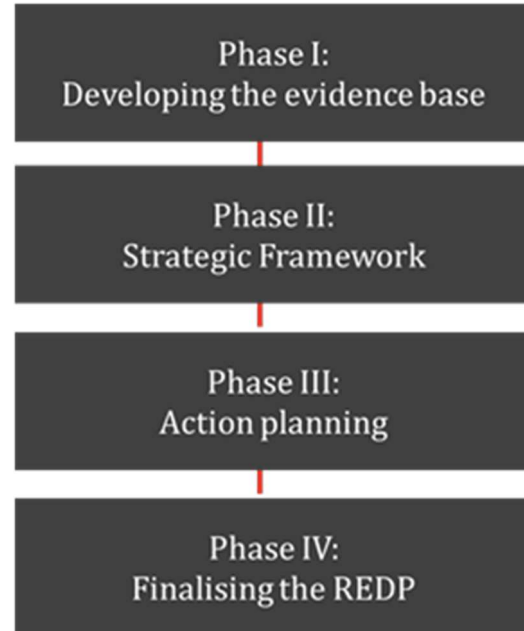 Phase I:
Developing the evidence base
Phase II:
Strategic Framework
Phase III:
Action planning
Phase IV:
Finalising the REDP